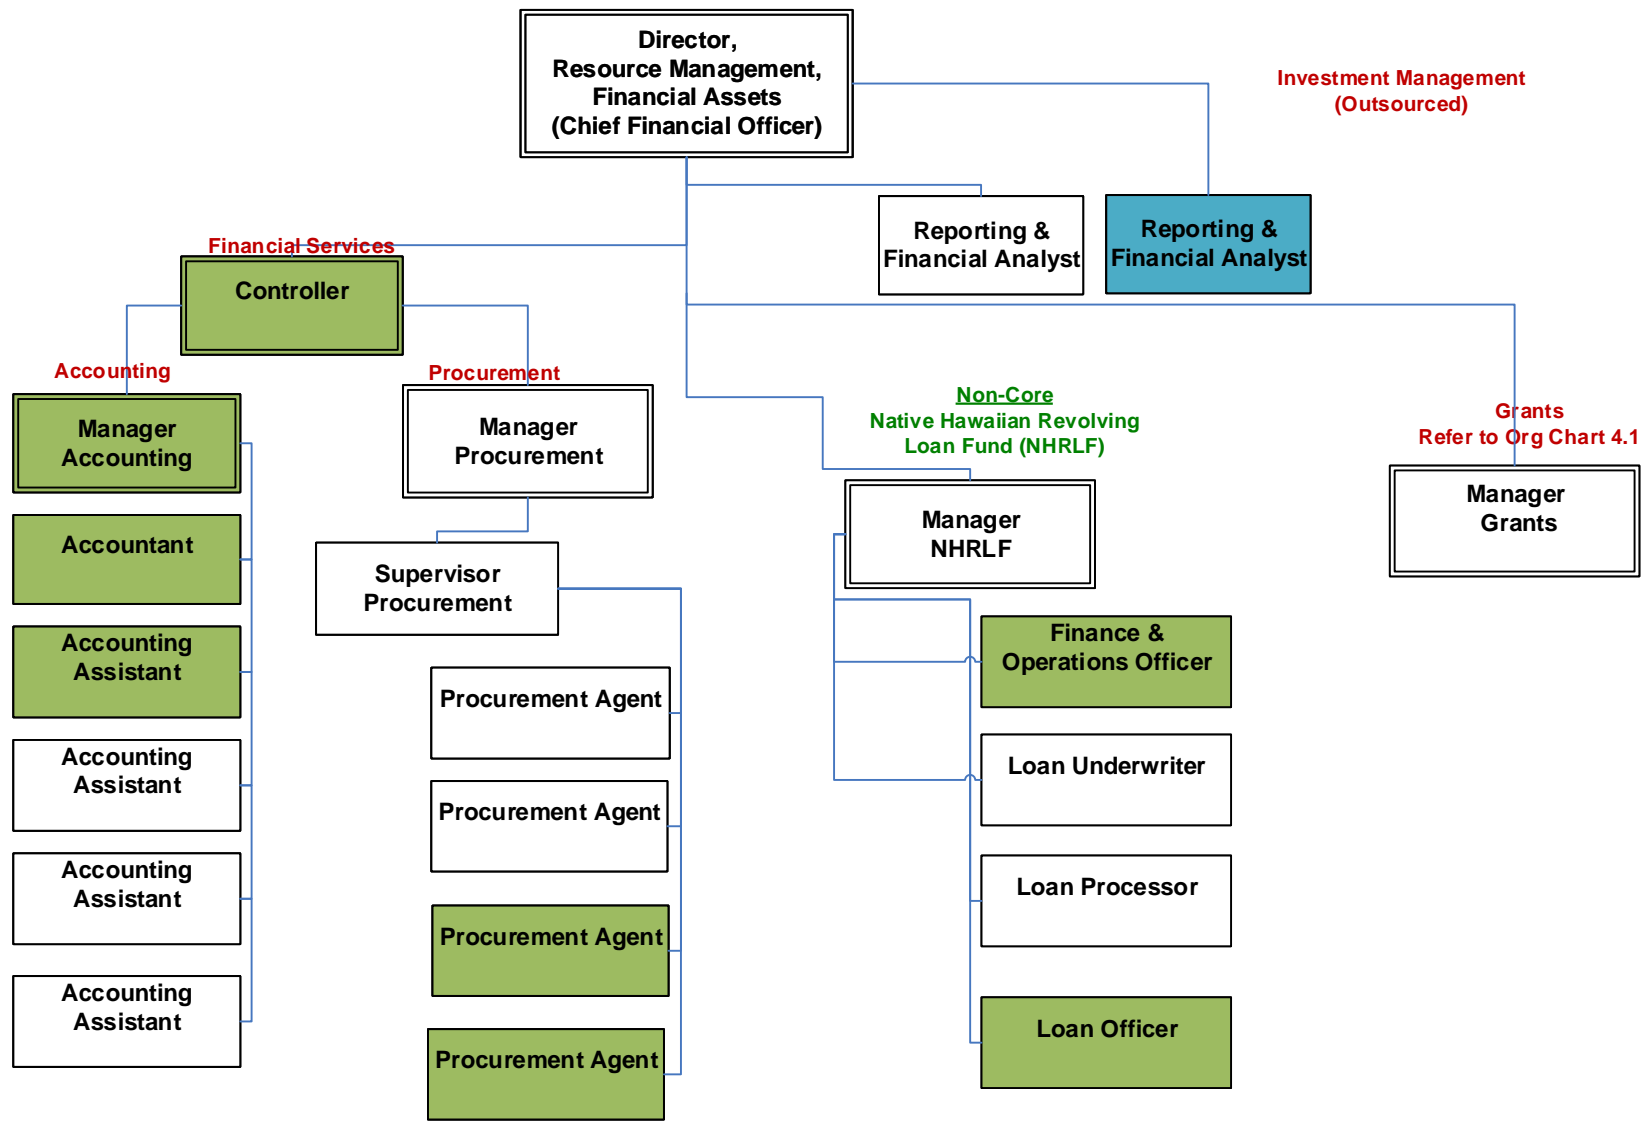 Director,
Resource Management,
Financial Assets
(Chief Financial Officer)
Investment Management
(Outsourced)
Reporting &
Financial Analyst
Reporting &
Financial Analyst
Financial Services
Controller
Accounting
Manager
Accounting
Accountant
Accounting
Assistant
Accounting
Assistant
Accounting
Assistant
Accounting
Assistant
Procurement
Manager
Procurement
Supervisor
Procurement
Procurement Agent
Procurement Agent
Procurement Agent
Procurement Agent
Non-Core
Native Hawaiian Revolving
Loan Fund (NHRLF)
Manager
NHRLF
Finance &
Operations Officer
Loan Underwriter
Loan Processor
Loan Officer
Grants
Refer to Org Chart 4.1
Manager
Grants